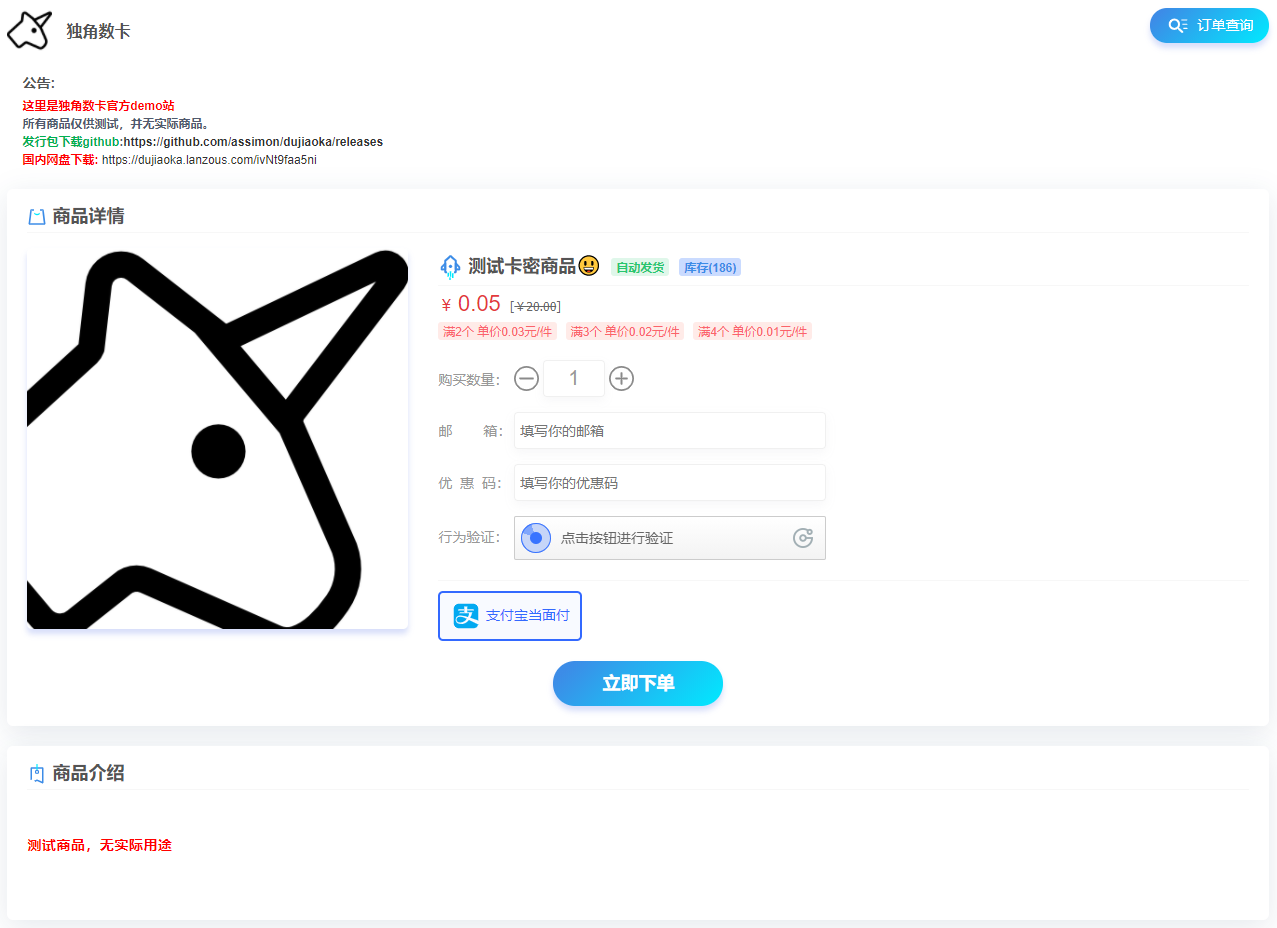 独角数卡
订单查询
公告：
这里是独角数卡官方demo站
所有商品仅供测试，并无实际商品。
发行包下载github:https://github.com/assimon/dujiaoka/releases
国内网盘下载: https://dujiaoka.lanzous.com/ivNt9faa5ni
商品详情
测试卡密商品😃 自动发货 库存(186)
¥ 0.05 [¥20.00]
满2个 单价0.03元/件 满3个 单价0.02元/件 满4个 单价0.01元/件
购买数量： 1
邮 箱： 填写你的邮箱
优 惠 码： 填写你的优惠码
行为验证： 点击按钮进行验证
支 支付宝当面付
立即下单
商品介绍
测试商品，无实际用途